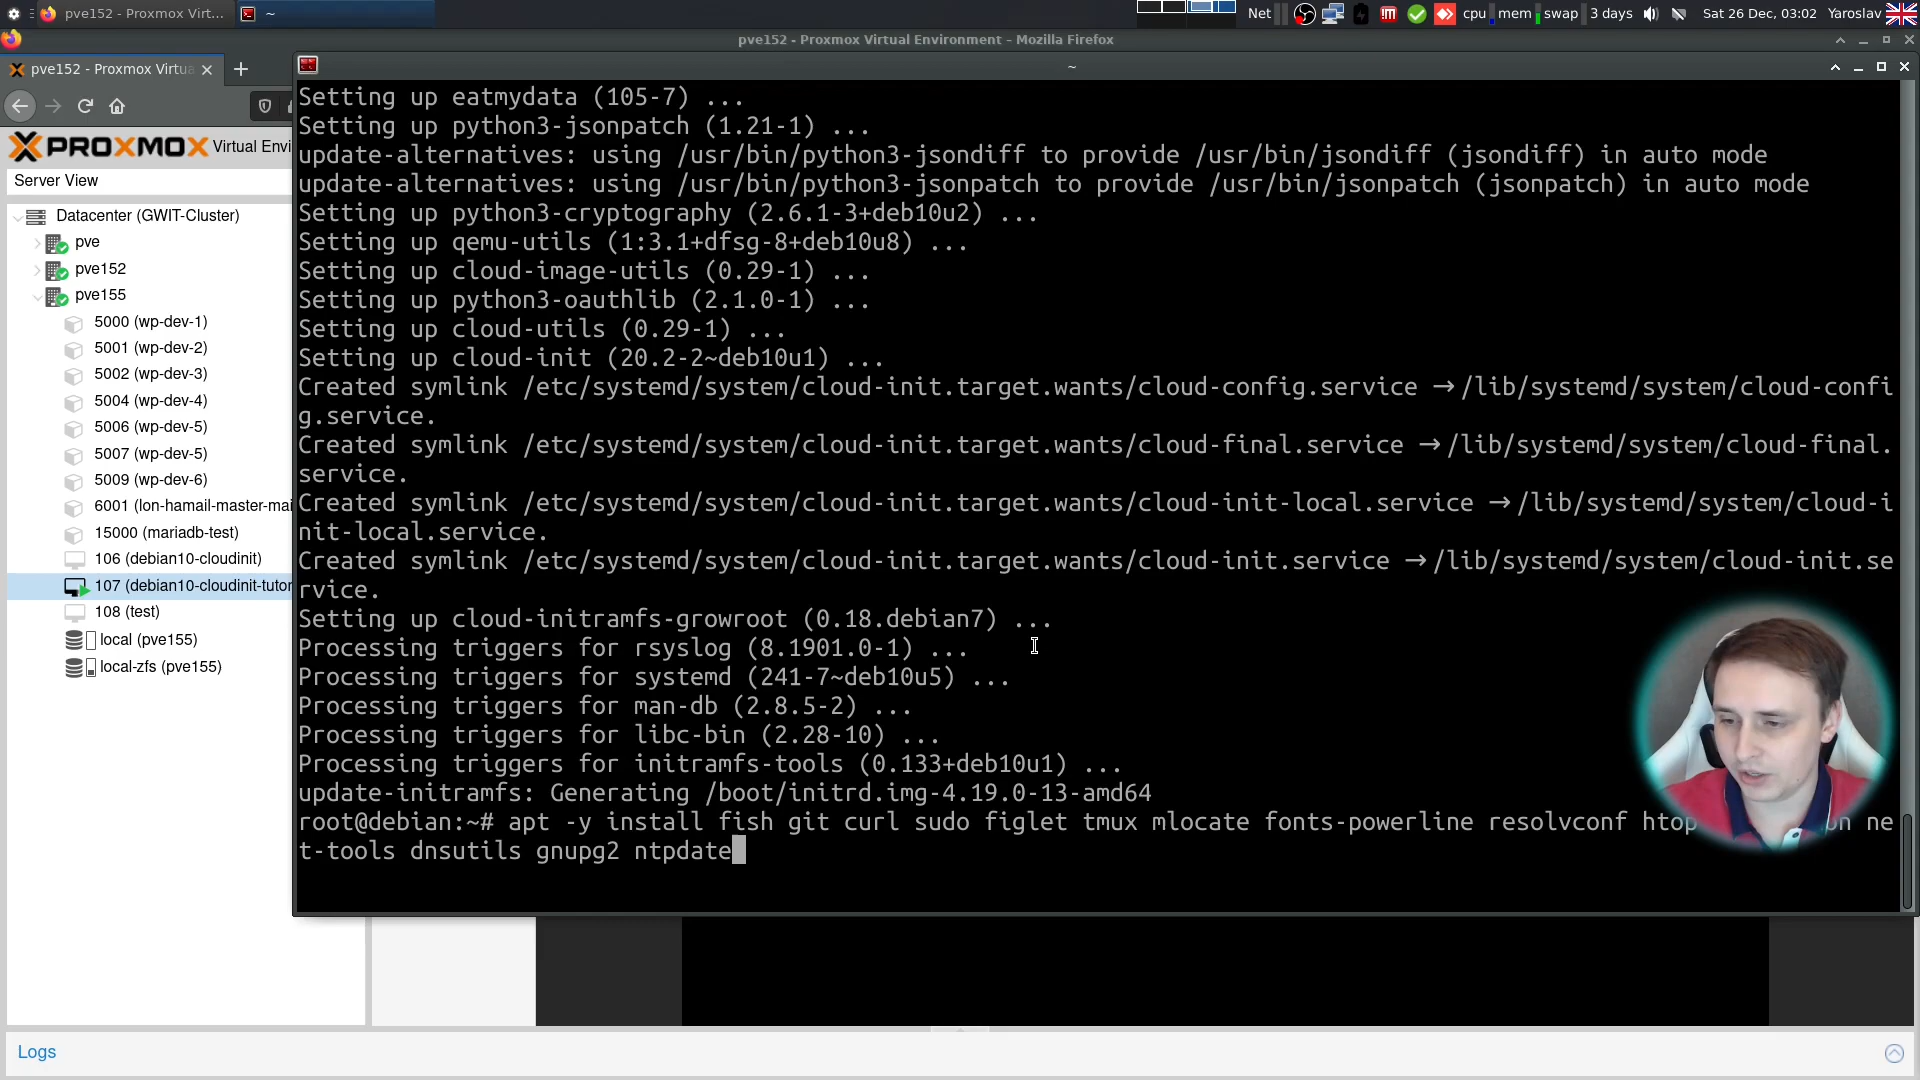 pve152 - Proxmox Virt...
~
Net
cpu
mem
swap
3 days
Sat 26 Dec, 03:02
Yaroslav
pve152 - Proxmox Virtual Environment - Mozilla Firefox
pve152 - Proxmox Virtua
~
PROXMOX Virtual Envi
Server View
Datacenter (GWIT-Cluster)
pve
pve152
pve155
5000 (wp-dev-1)
5001 (wp-dev-2)
5002 (wp-dev-3)
5004 (wp-dev-4)
5006 (wp-dev-5)
5007 (wp-dev-5)
5009 (wp-dev-6)
6001 (lon-hamail-master-mai
15000 (mariadb-test)
106 (debian10-cloudinit)
107 (debian10-cloudinit-tutor
108 (test)
local (pve155)
local-zfs (pve155)
Setting up eatmydata (105-7) ...
Setting up python3-jsonpatch (1.21-1) ...
update-alternatives: using /usr/bin/python3-jsondiff to provide /usr/bin/jsondiff (jsondiff) in auto mode
update-alternatives: using /usr/bin/python3-jsonpatch to provide /usr/bin/jsonpatch (jsonpatch) in auto mode
Setting up python3-cryptography (2.6.1-3+deb10u2) ...
Setting up qemu-utils (1:3.1+dfsg-8+deb10u8) ...
Setting up cloud-image-utils (0.29-1) ...
Setting up python3-oauthlib (2.1.0-1) ...
Setting up cloud-utils (0.29-1) ...
Setting up cloud-init (20.2-2~deb10u1) ...
Created symlink /etc/systemd/system/cloud-init.target.wants/cloud-config.service → /lib/systemd/system/cloud-confi
g.service.
Created symlink /etc/systemd/system/cloud-init.target.wants/cloud-final.service → /lib/systemd/system/cloud-final.
service.
Created symlink /etc/systemd/system/cloud-init.target.wants/cloud-init-local.service → /lib/systemd/system/cloud-i
nit-local.service.
Created symlink /etc/systemd/system/cloud-init.target.wants/cloud-init.service → /lib/systemd/system/cloud-init.se
rvice.
Setting up cloud-initramfs-growroot (0.18.debian7) ...
Processing triggers for rsyslog (8.1901.0-1) ...
Processing triggers for systemd (241-7~deb10u5) ...
Processing triggers for man-db (2.8.5-2) ...
Processing triggers for libc-bin (2.28-10) ...
Processing triggers for initramfs-tools (0.133+deb10u1) ...
update-initramfs: Generating /boot/initrd.img-4.19.0-13-amd64
root@debian:~# apt -y install fish git curl sudo figlet tmux mlocate fonts-powerline resolvconf htop ne
t-tools dnsutils gnupg2 ntpdate
Logs